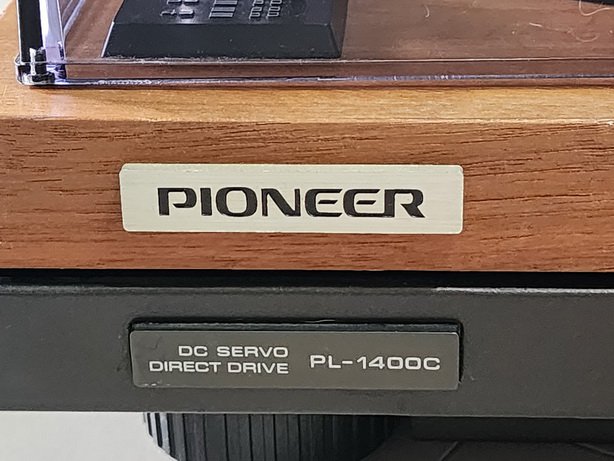 PIONEER
DC SERVO
DIRECT DRIVE PL-1400C